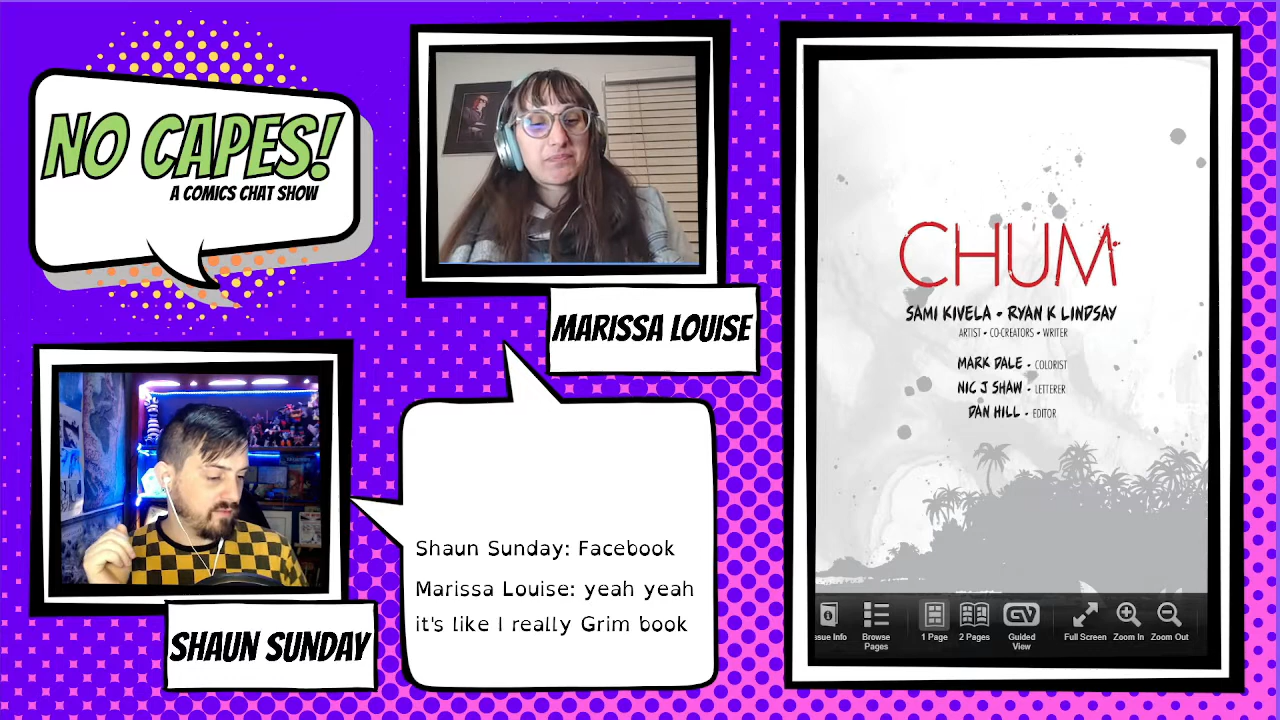 NO CAPES!
A COMICS CHAT SHOW
MARISSA LOUISE
SHAUN SUNDAY
Shaun Sunday: Facebook
Marissa Louise: yeah yeah
it's like I really Grim book
CHUM
SAMI KIVELA • RYAN K LINDSAY
ARTIST • CO-CREATORS • WRITER
MARK DALE - COLORIST
NIC J SHAW - LETTERER
DAN HILL - EDITOR
ssue Info
Browse Pages
1 Page
2 Pages
GV
Guided View
Full Screen
Zoom In
Zoom Out